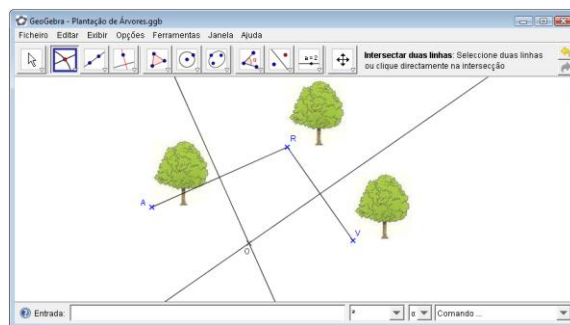 GeoGebra - Plantação de Árvores.ggb
Ficheiro Editar Exibir Opções Ferramentas Janela Ajuda
a=2
Intersectar duas linhas: Seleccione duas linhas
ou clique directamente na intersecção
R
A
V
O
Entrada:
Comando ...